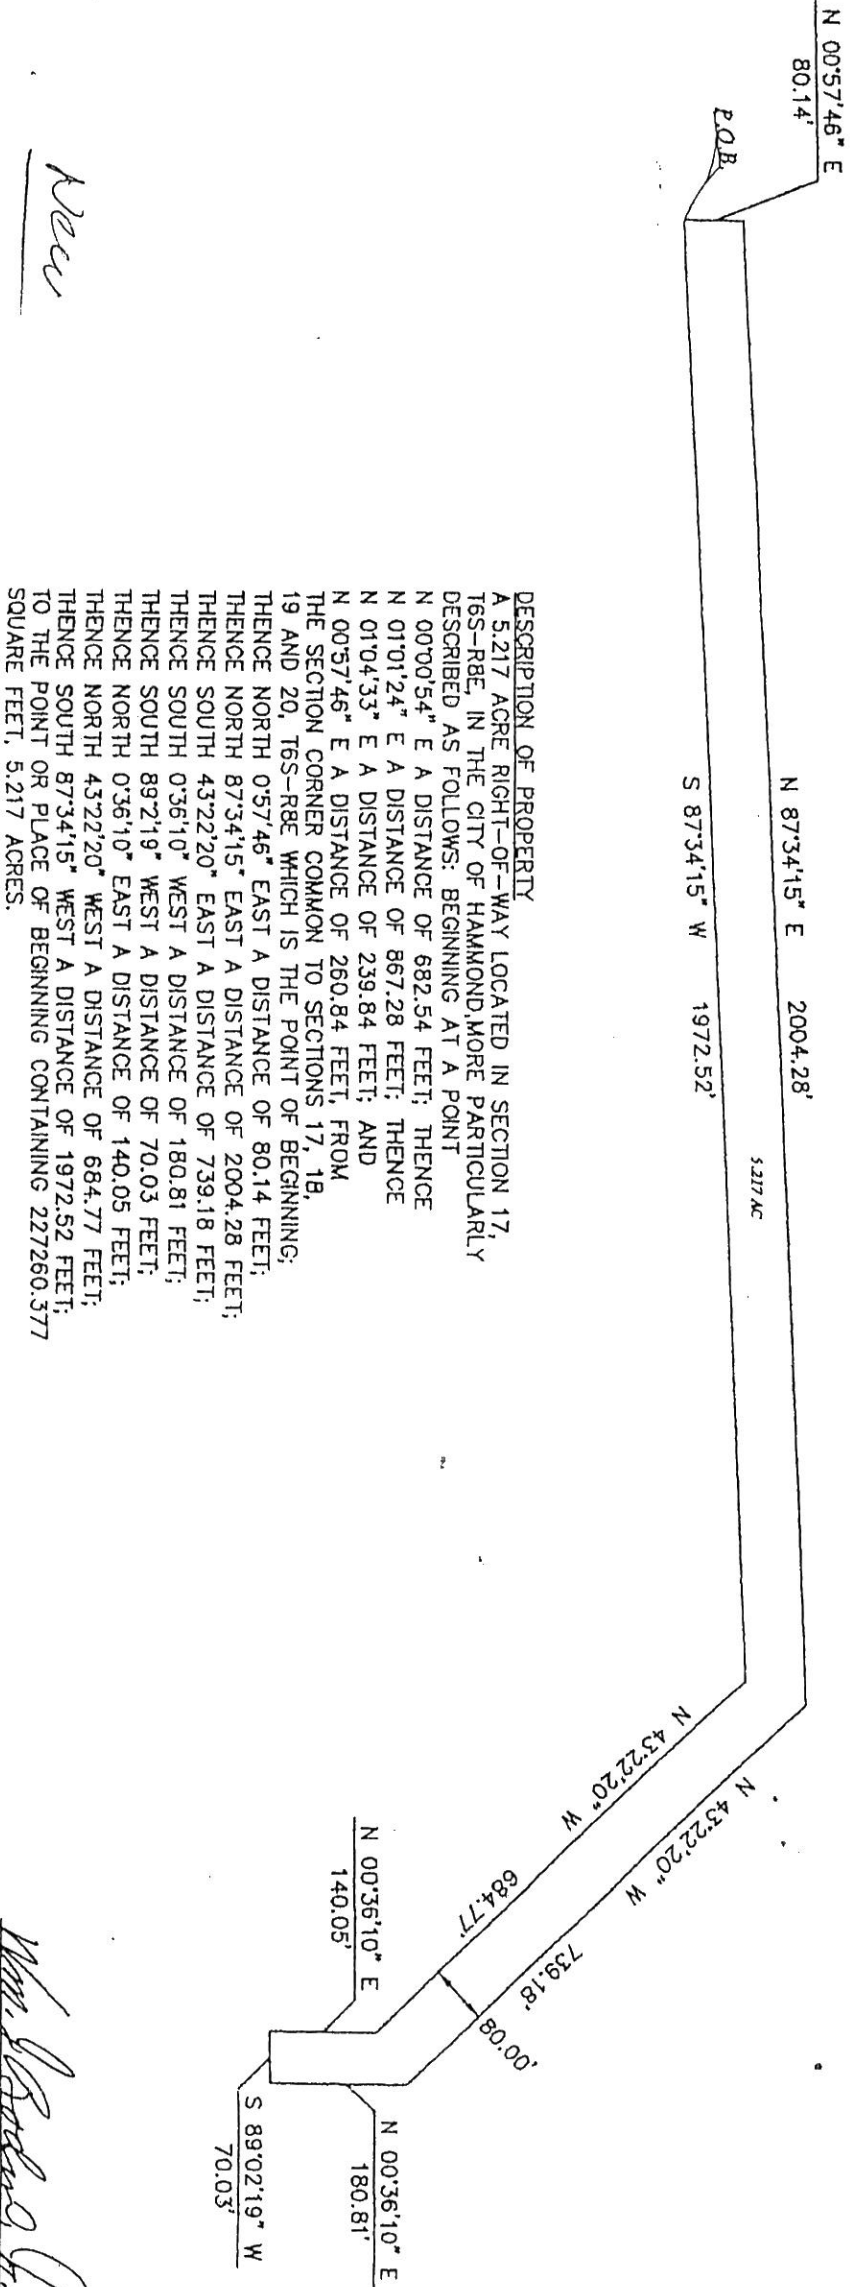 N 00°57'46" E
80.14'
P.O.B.
N 87°34'15" E 2004.28'
S 87°34'15" W 1972.52'
5.217 AC
N 43°22'20" W 684.77'
N 43°22'20" W 739.18'
80.00'
N 00°36'10" E
140.05'
N 00°36'10" E
180.81'
S 89°02'19" W
70.03'
New
DESCRIPTION OF PROPERTY
A 5.217 ACRE RIGHT-OF-WAY LOCATED IN SECTION 17,
T6S-R8E, IN THE CITY OF HAMMOND,MORE PARTICULARLY
DESCRIBED AS FOLLOWS: BEGINNING AT A POINT
N 00°00'54" E A DISTANCE OF 682.54 FEET; THENCE
N 01°01'24" E A DISTANCE OF 867.28 FEET; THENCE
N 01°04'33" E A DISTANCE OF 239.84 FEET; AND
N 00°57'46" E A DISTANCE OF 260.84 FEET, FROM
THE SECTION CORNER COMMON TO SECTIONS 17, 18,
19 AND 20, T6S-R8E WHICH IS THE POINT OF BEGINNING;
THENCE NORTH 0°57'46" EAST A DISTANCE OF 80.14 FEET;
THENCE NORTH 87°34'15" EAST A DISTANCE OF 2004.28 FEET;
THENCE SOUTH 43°22'20" EAST A DISTANCE OF 739.18 FEET;
THENCE SOUTH 0°36'10" WEST A DISTANCE OF 180.81 FEET;
THENCE SOUTH 89°2'19" WEST A DISTANCE OF 70.03 FEET;
THENCE NORTH 0°36'10" EAST A DISTANCE OF 140.05 FEET;
THENCE NORTH 43°22'20" WEST A DISTANCE OF 684.77 FEET;
THENCE SOUTH 87°34'15" WEST A DISTANCE OF 1972.52 FEET;
TO THE POINT OR PLACE OF BEGINNING CONTAINING 227260.377
SQUARE FEET, 5.217 ACRES.
Wm. J. Bodin Jr.